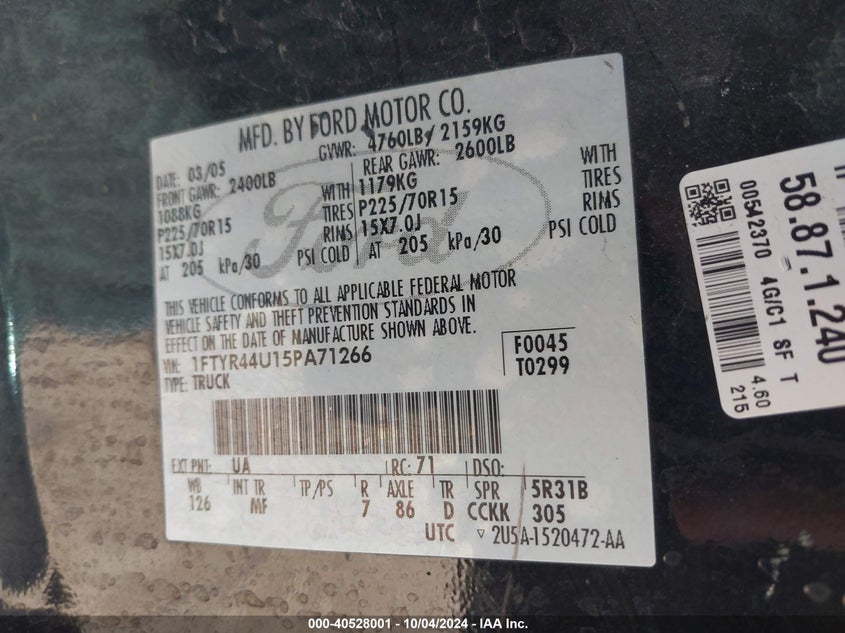 MFD. BY FORD MOTOR CO.
DATE: 03/05 GVWR: 4760LB/ 2159KG
FRONT GAWR: 2400LB REAR GAWR: 2600LB
1088KG WITH 1179KG WITH
P225/70R15 TIRES P225/70R15 TIRES
15X7.0J RIMS 15X7.0J RIMS
AT 205 kPa/30 PSI COLD AT 205 kPa/30 PSI COLD
Ford
THIS VEHICLE CONFORMS TO ALL APPLICABLE FEDERAL MOTOR
VEHICLE SAFETY AND THEFT PREVENTION STANDARDS IN
EFFECT ON THE DATE OF MANUFACTURE SHOWN ABOVE.
VIN: 1FTYR44U15PA71266 F0045
TYPE: TRUCK T0299
EXT PNT: UA RC: 71 DSO:
WB INT TR TP/PS R AXLE TR SPR 5R31B
126 MF 7 86 D CCKK 305
UTC ▽ 2U5A-1520472-AA
58.87.1.240
00542370 4G/C1 SF T
4.60
215
000-40528001 - 10/04/2024 - IAA Inc.